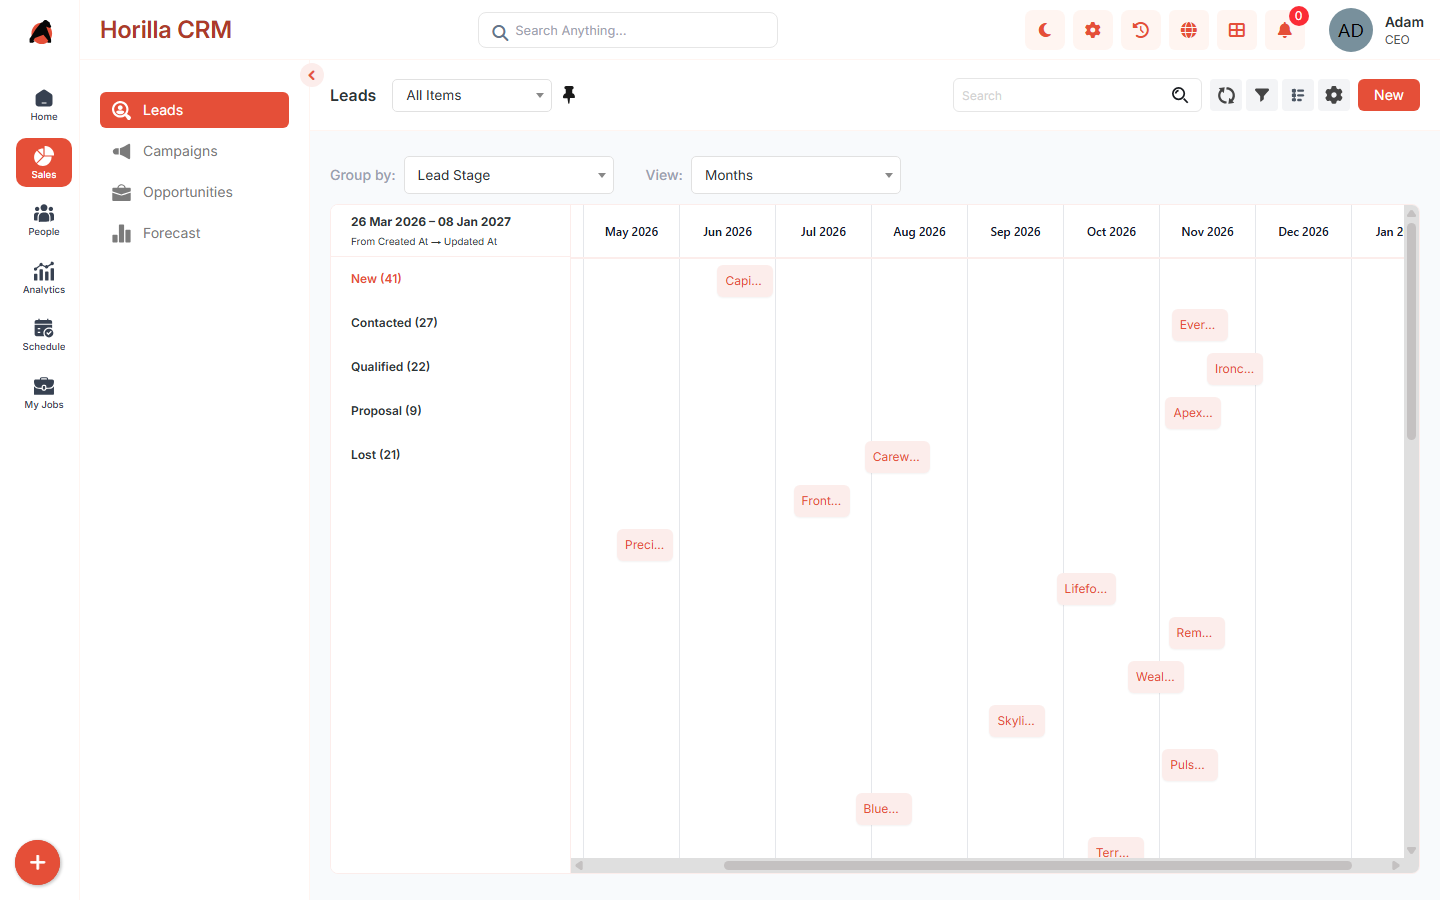 Horilla CRM
Search Anything...
0
AD
Adam
CEO
Home
Sales
People
Analytics
Schedule
My Jobs
Leads
Campaigns
Opportunities
Forecast
Leads
All Items
Search
New
Group by:
Lead Stage
View:
Months
26 Mar 2026 – 08 Jan 2027
From Created At → Updated At
May 2026
Jun 2026
Jul 2026
Aug 2026
Sep 2026
Oct 2026
Nov 2026
Dec 2026
Jan 2
New (41)
Capi...
Contacted (27)
Ever...
Qualified (22)
Ironc...
Proposal (9)
Apex...
Lost (21)
Carew...
Front...
Preci...
Lifefo...
Rem...
Weal...
Skyli...
Puls...
Blue...
Terr...